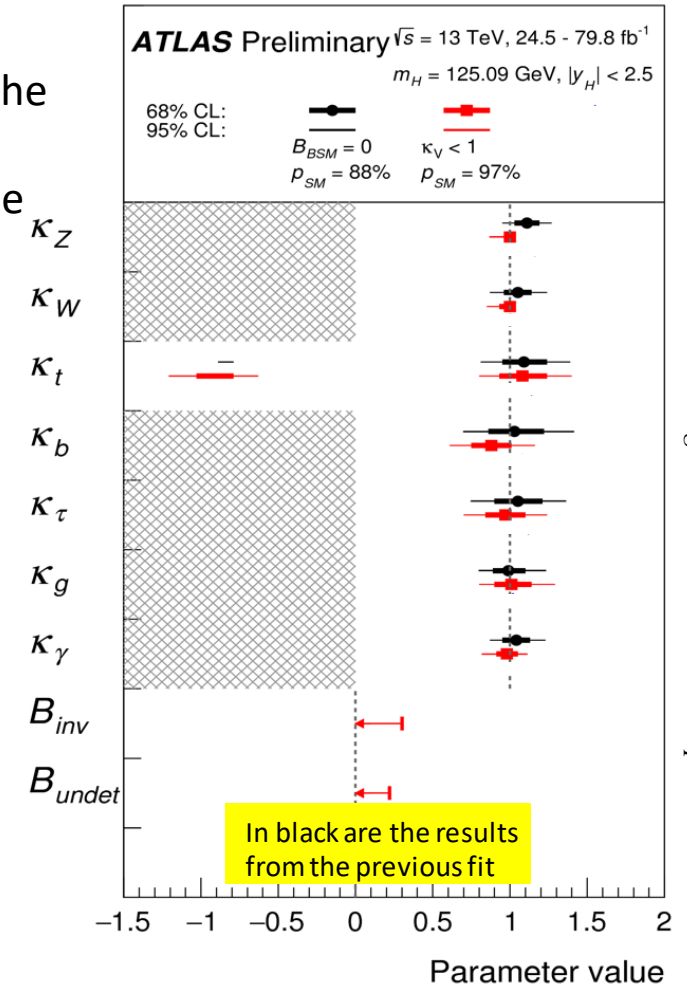 he
e
ATLAS Preliminary √s = 13 TeV, 24.5 - 79.8 fb⁻¹
m_H = 125.09 GeV, |y_H| < 2.5
68% CL:
95% CL:
B_BSM = 0 κ_V < 1
p_SM = 88% p_SM = 97%
κ_Z
κ_W
κ_t
κ_b
κ_τ
κ_g
κ_γ
B_inv
B_undet
In black are the results
from the previous fit
−1.5 −1 −0.5 0 0.5 1 1.5 2
Parameter value